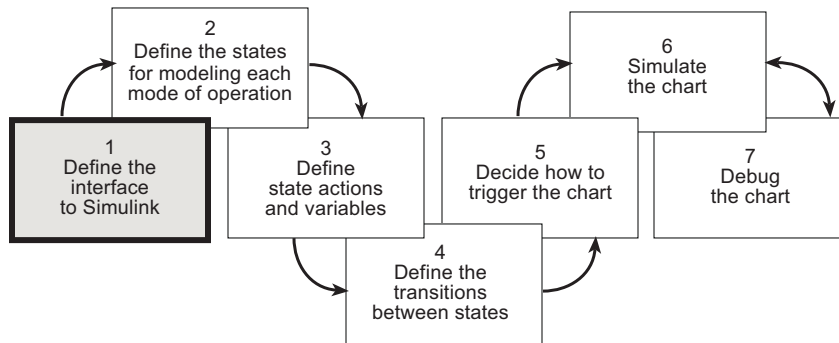 1
Define the
interface
to Simulink
2
Define the states
for modeling each
mode of operation
3
Define
state actions
and variables
4
Define the
transitions
between states
5
Decide how to
trigger the chart
6
Simulate
the chart
7
Debug
the chart